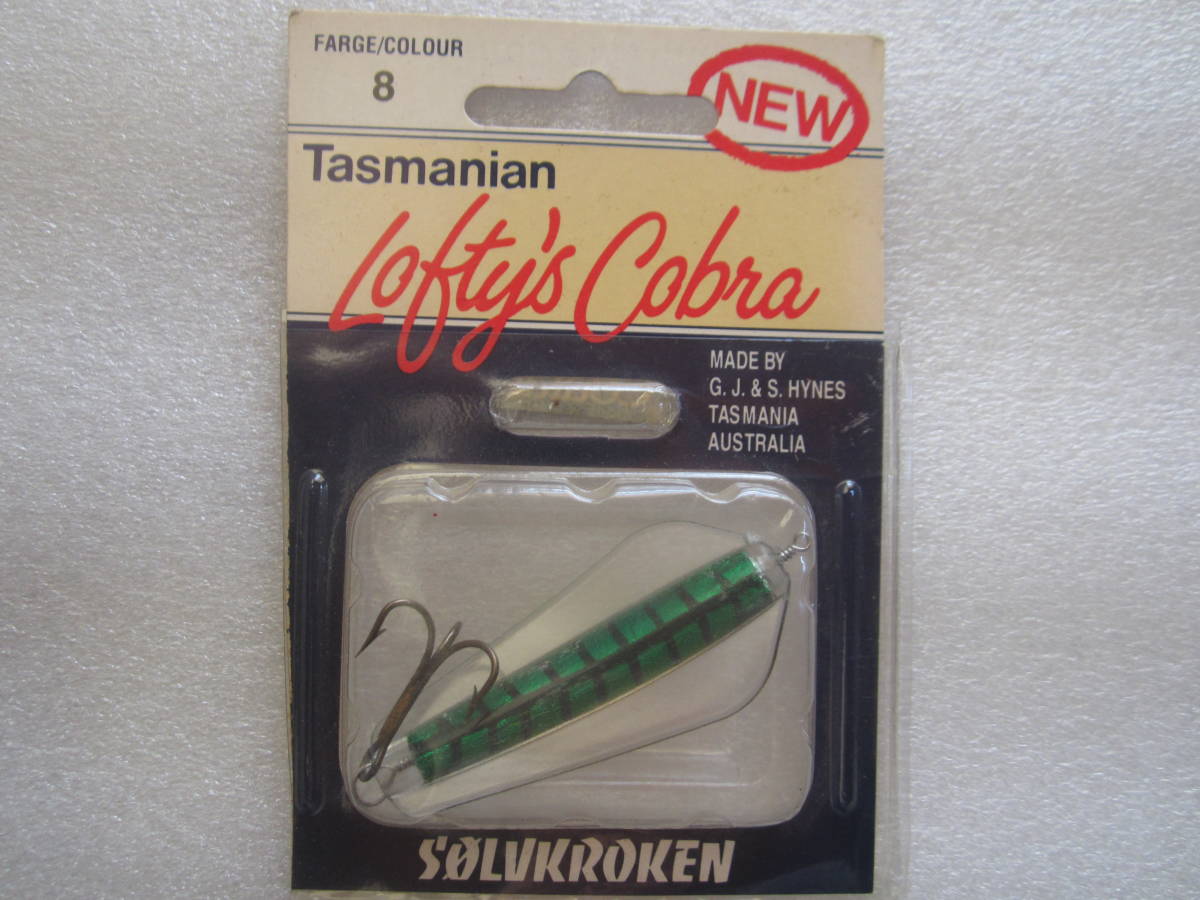 FARGE/COLOUR
8
NEW
Tasmanian
Lofty's Cobra
MADE BY
G. J. & S. HYNES
TASMANIA
AUSTRALIA
SØLVKROKEN